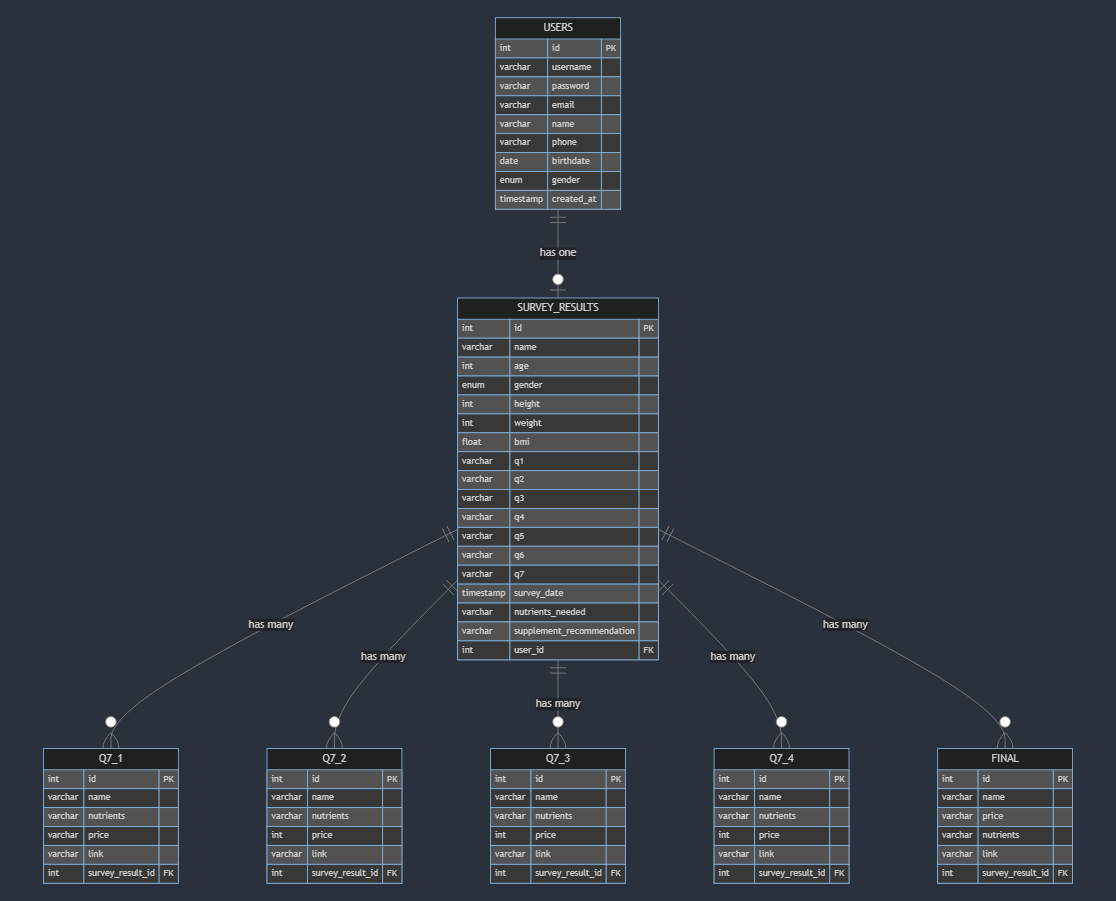 USERS
int id PK
varchar username
varchar password
varchar email
varchar name
varchar phone
date birthdate
enum gender
timestamp created_at
has one
SURVEY_RESULTS
int id PK
varchar name
int age
enum gender
int height
int weight
float bmi
varchar q1
varchar q2
varchar q3
varchar q4
varchar q5
varchar q6
varchar q7
timestamp survey_date
varchar nutrients_needed
varchar supplement_recommendation
int user_id FK
has many
has many
has many
has many
has many
Q7_1
int id PK
varchar name
varchar nutrients
varchar price
varchar link
int survey_result_id FK
Q7_2
int id PK
varchar name
varchar nutrients
int price
varchar link
int survey_result_id FK
Q7_3
int id PK
varchar name
varchar nutrients
int price
varchar link
int survey_result_id FK
Q7_4
int id PK
varchar name
varchar nutrients
int price
varchar link
int survey_result_id FK
FINAL
int id PK
varchar name
varchar price
varchar nutrients
varchar link
int survey_result_id FK